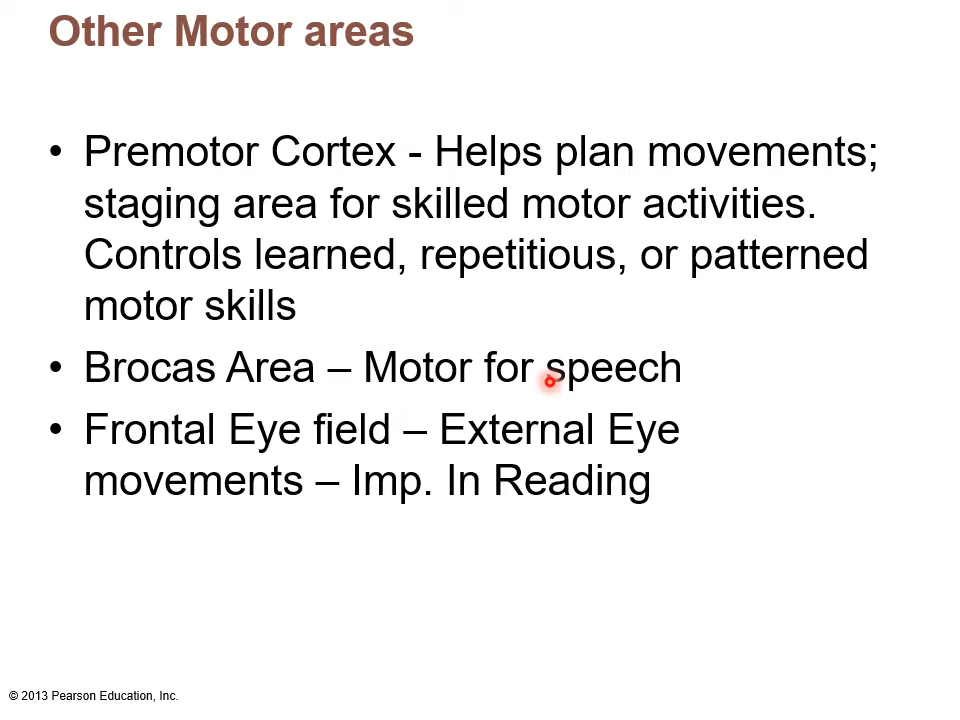 Other Motor areas
• Premotor Cortex - Helps plan movements;
staging area for skilled motor activities.
Controls learned, repetitious, or patterned
motor skills
• Brocas Area – Motor for speech
• Frontal Eye field – External Eye
movements – Imp. In Reading
© 2013 Pearson Education, Inc.